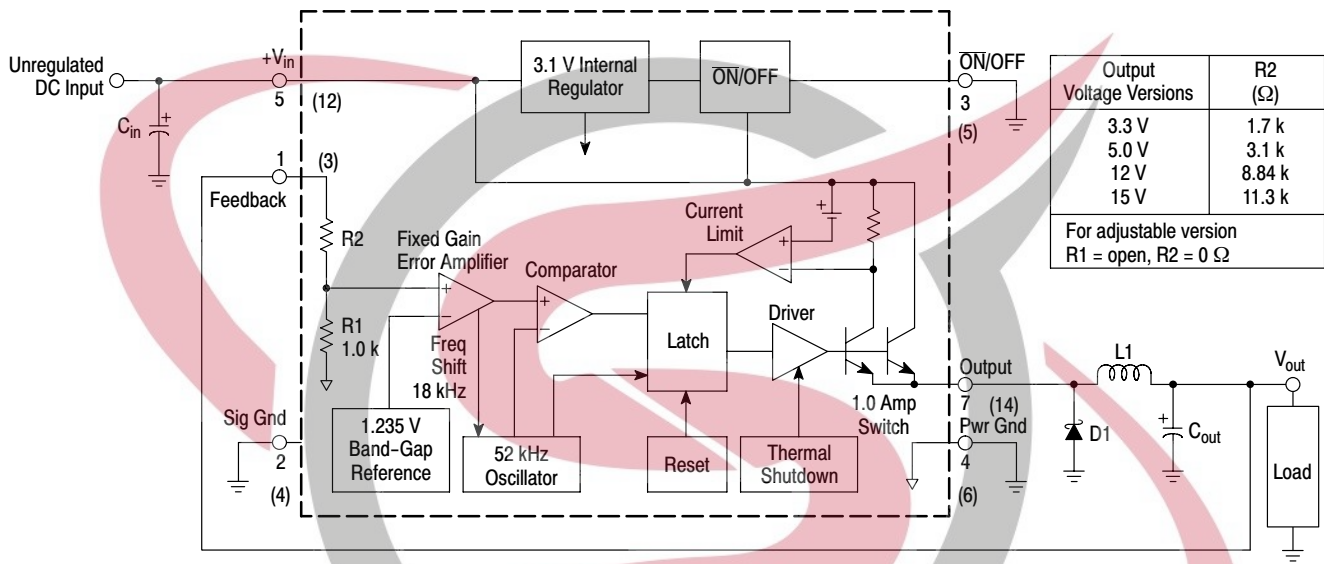 Unregulated
DC Input
+Vin
5
(12)
Cin
1
(3)
Feedback
3.1 V Internal
Regulator
ON/OFF
ON/OFF
3
(5)
Output
Voltage Versions
R2
(Ω)
3.3 V
1.7 k
5.0 V
3.1 k
12 V
8.84 k
15 V
11.3 k
For adjustable version
R1 = open, R2 = 0 Ω
R2
R1
1.0 k
Fixed Gain
Error Amplifier
+
−
Comparator
+
−
Current
Limit
+
+
−
Freq
Shift
18 kHz
Latch
Driver
1.0 Amp
Switch
Sig Gnd
2
(4)
1.235 V
Band−Gap
Reference
52 kHz
Oscillator
Reset
Thermal
Shutdown
Output
7
(14)
Pwr Gnd
4
(6)
L1
D1
+
Cout
Vout
Load
+